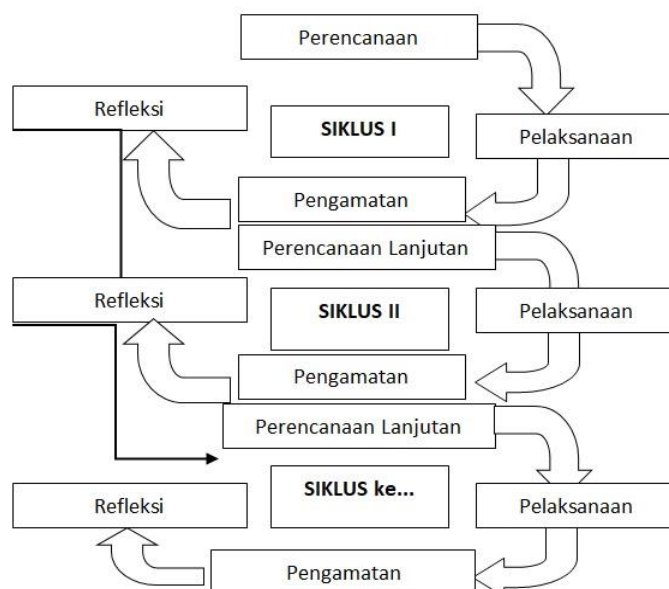 Perencanaan
Refleksi
SIKLUS I
Pelaksanaan
Pengamatan
Perencanaan Lanjutan
Refleksi
SIKLUS II
Pelaksanaan
Pengamatan
Perencanaan Lanjutan
Refleksi
SIKLUS ke...
Pelaksanaan
Pengamatan